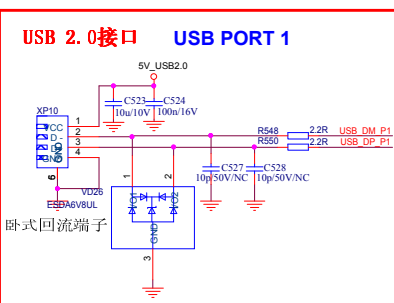 USB 2.0接口 USB PORT 1
5V_USB2.0
C523 C524
10u/10V 100n/16V
XP10
VCC 1
D - 2
D 3
GND 4
GND
6 5
R548 2.2R USB_DM_P1
R550 2.2R USB_DP_P1
1 2
C527 C528
10p/50V/NC 10p/50V/NC
VD26
ESDA6V8UL
IO1 IO2
GND
3
卧式回流端子